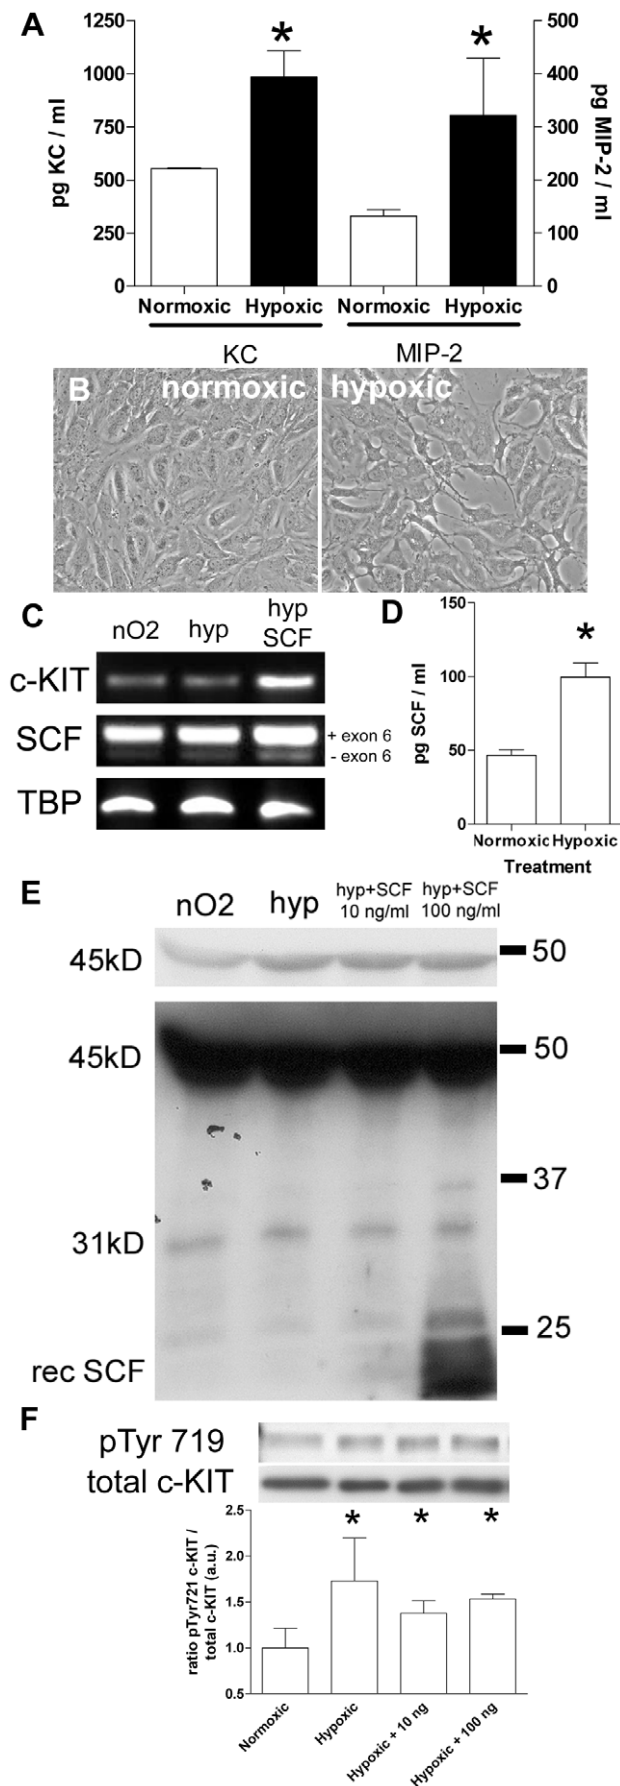 A
1250
1000
750
500
250
0
pg KC / ml
*
*
500
400
300
200
100
0
pg MIP-2 / ml
Normoxic Hypoxic Normoxic Hypoxic
KC MIP-2
B normoxic hypoxic
C
nO2 hyp hyp
SCF
c-KIT
SCF
+ exon 6
- exon 6
TBP
D
150
100
50
0
pg SCF / ml
*
Normoxic Hypoxic
Treatment
E
nO2 hyp hyp+SCF hyp+SCF
10 ng/ml 100 ng/ml
45kD 50
45kD 50
37
31kD
25
rec SCF
F
pTyr 719
total c-KIT
2.5
2.0
1.5
1.0
0.5
ratio pTyr721 c-KIT /
total c-KIT (a.u.)
* * *
Normoxic
Hypoxic
Hypoxic + 10 ng
Hypoxic + 100 ng